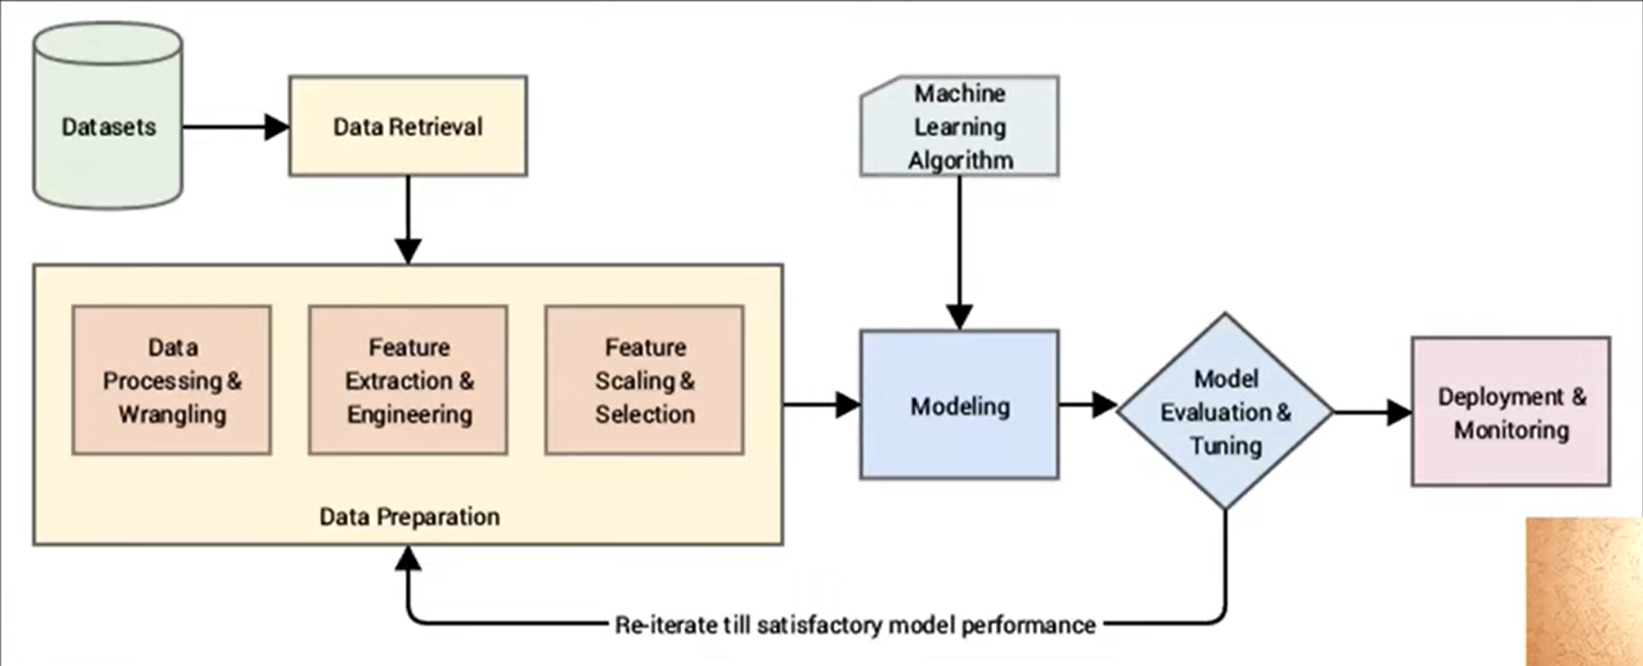 Datasets
Data Retrieval
Machine
Learning
Algorithm
Data
Processing &
Wrangling
Feature
Extraction &
Engineering
Feature
Scaling &
Selection
Data Preparation
Modeling
Model
Evaluation &
Tuning
Deployment &
Monitoring
Re-iterate till satisfactory model performance